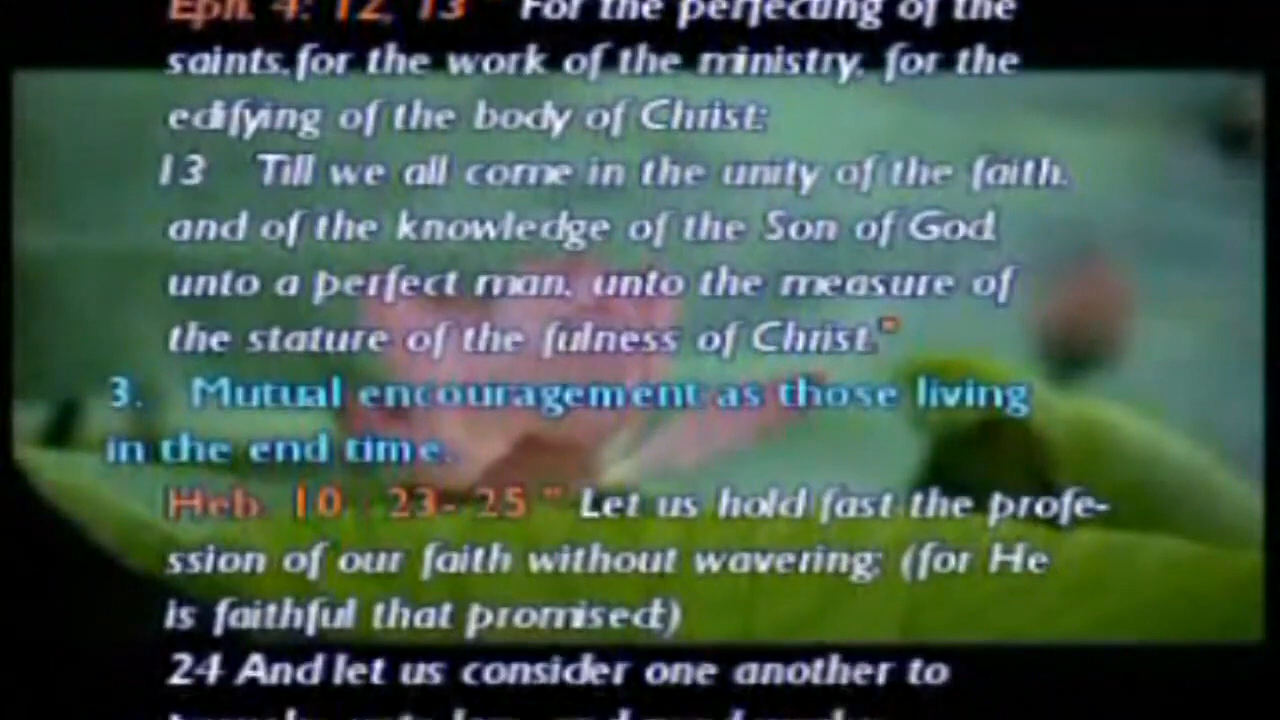 Eph. 4: 12, 13 " For the perfecting of the
saints, for the work of the ministry, for the
edifying of the body of Christ:
13 Till we all come in the unity of the faith,
and of the knowledge of the Son of God
unto a perfect man, unto the measure of
the stature of the fulness of Christ."
3. Mutual encouragement as those living
in the end time.
Heb. 10 : 23- 25 " Let us hold fast the profe-
ssion of our faith without wavering; (for He
is faithful that promised;)
24 And let us consider one another to